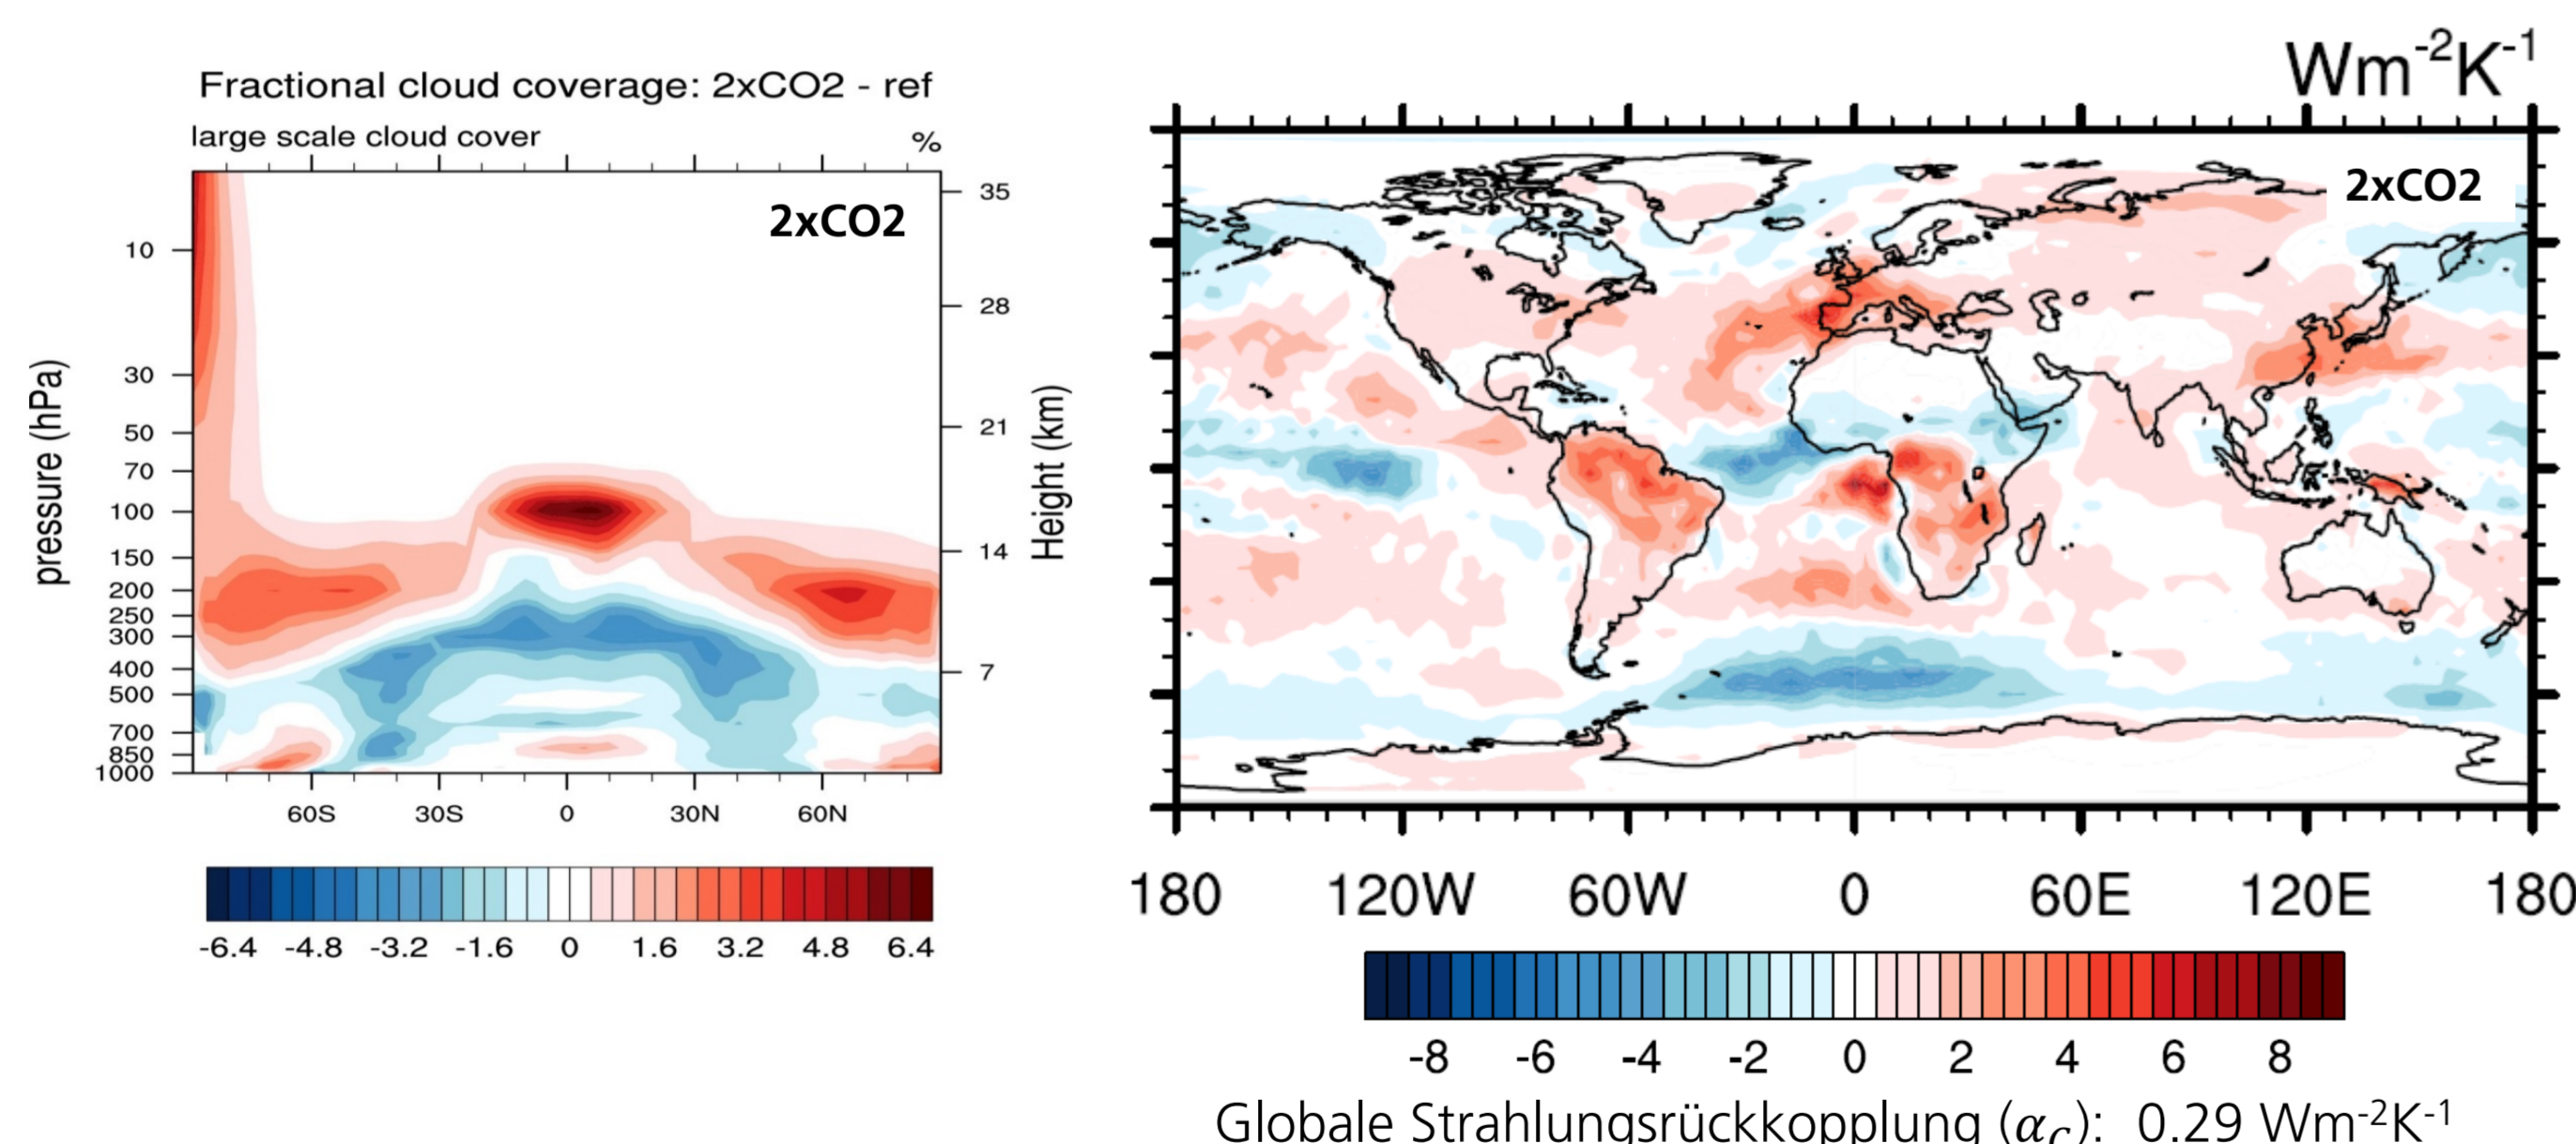 Fractional cloud coverage: 2xCO2 - ref
large scale cloud cover %
2xCO2
pressure (hPa)
10
30
50
70
100
150
200
250
300
400
500
700
850
1000
35
28
21
14
7
Height (km)
60S 30S 0 30N 60N
-6.4 -4.8 -3.2 -1.6 0 1.6 3.2 4.8 6.4
Wm-2K-1
2xCO2
180 120W 60W 0 60E 120E 180
-8 -6 -4 -2 0 2 4 6 8
Globale Strahlungsrückkopplung (αC): 0.29 Wm-2K-1